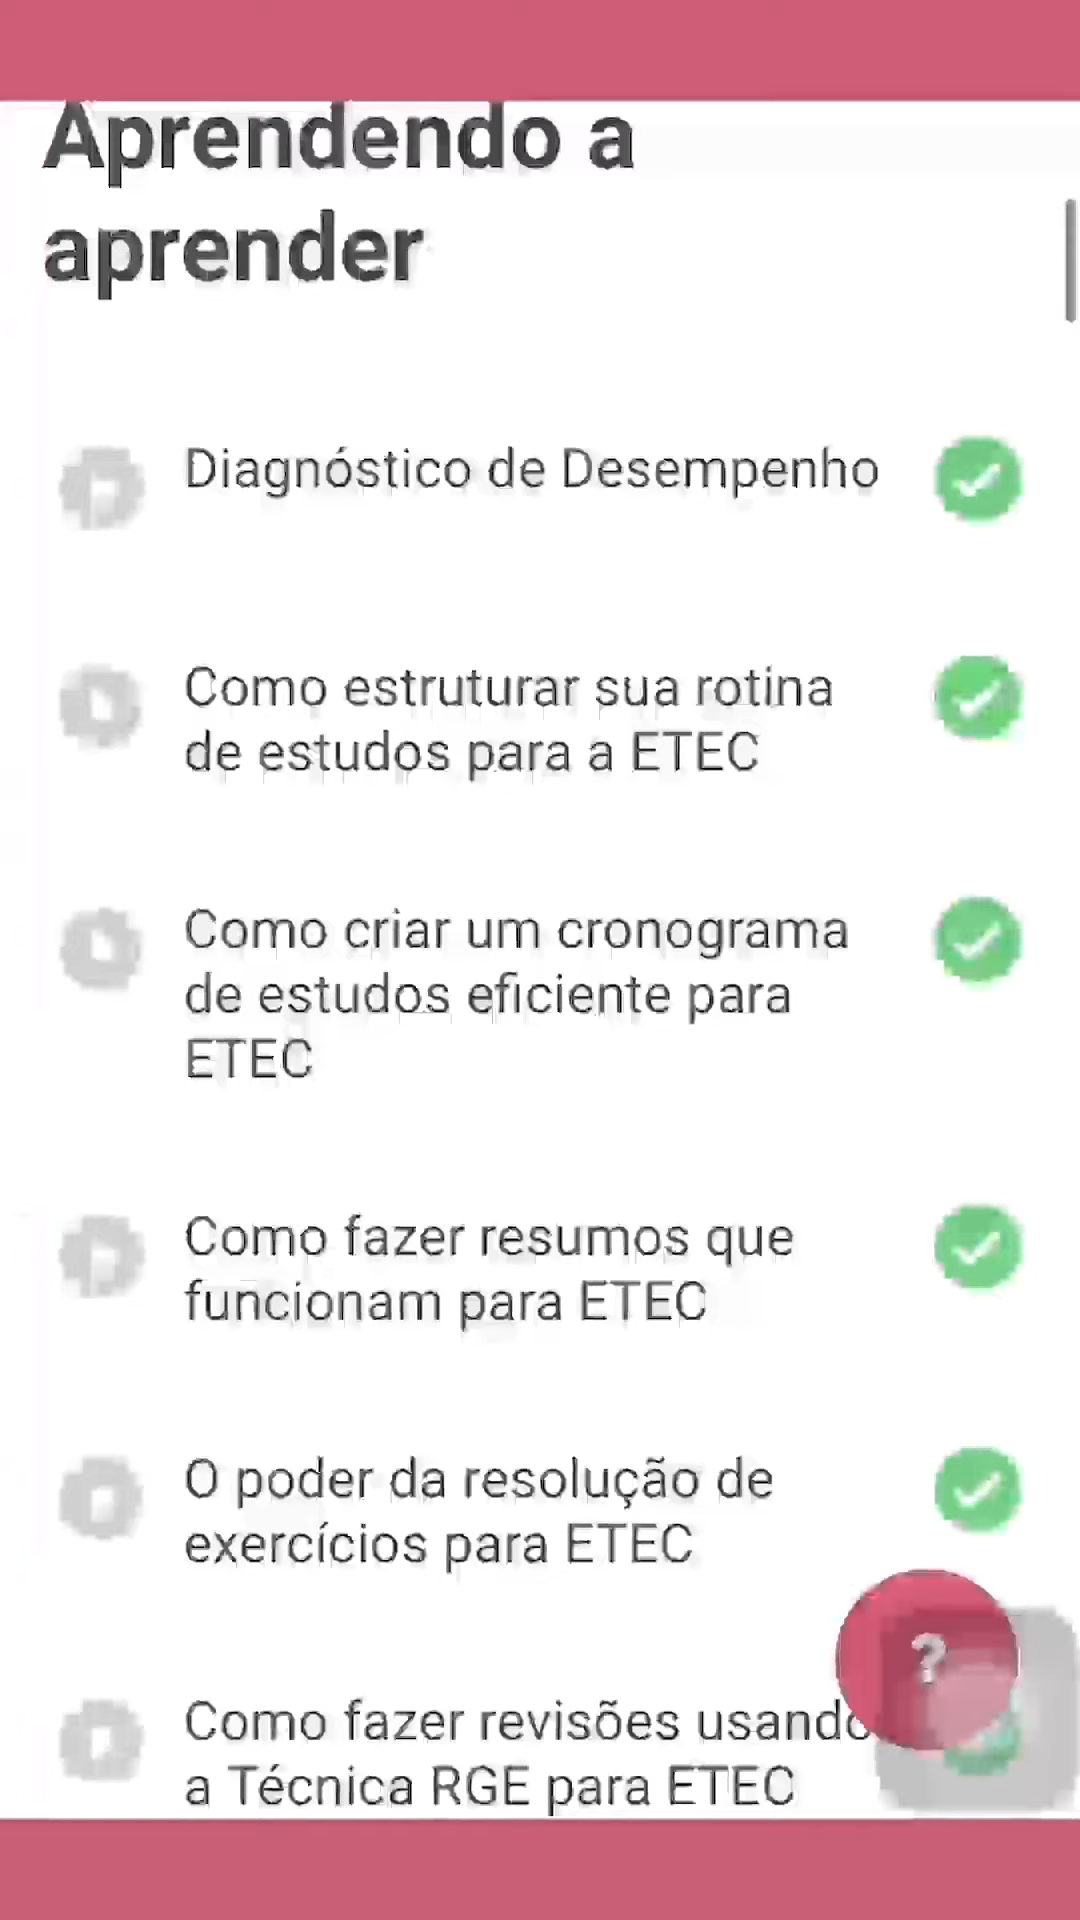 Aprendendo a
aprender
Diagnóstico de Desempenho
Como estruturar sua rotina
de estudos para a ETEC
Como criar um cronograma
de estudos eficiente para
ETEC
Como fazer resumos que
funcionam para ETEC
O poder da resolução de
exercícios para ETEC
?
Como fazer revisões usando
a Técnica RGE para ETEC